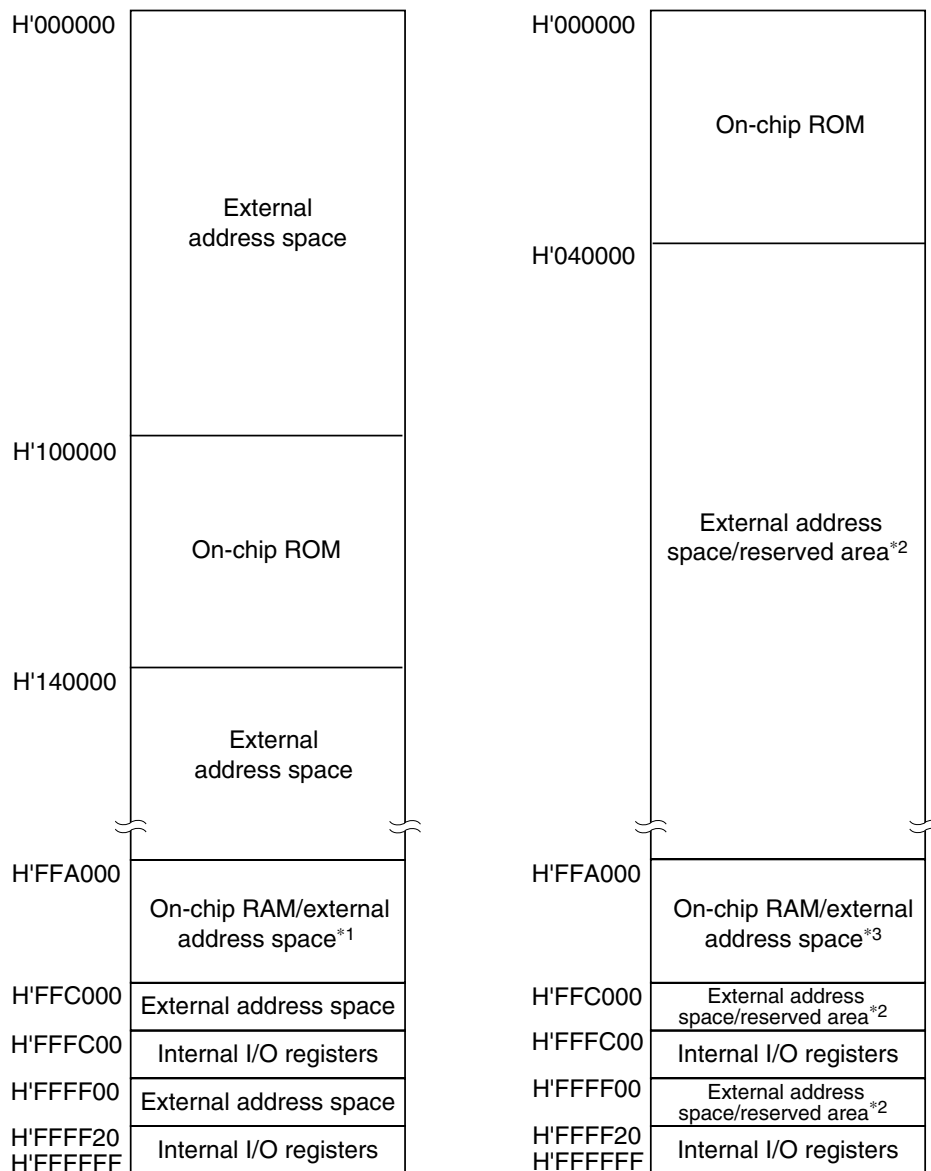 H'000000
External
address space
H'100000
On-chip ROM
H'140000
External
address space
H'FFA000
On-chip RAM/external
address space*1
H'FFC000
External address space
H'FFFC00
Internal I/O registers
H'FFFF00
External address space
H'FFFF20
Internal I/O registers
H'FFFFFF
H'000000
On-chip ROM
H'040000
External address
space/reserved area*2
H'FFA000
On-chip RAM/external
address space*3
H'FFC000
External address
space/reserved area*2
H'FFFC00
Internal I/O registers
H'FFFF00
External address
space/reserved area*2
H'FFFF20
Internal I/O registers
H'FFFFFF